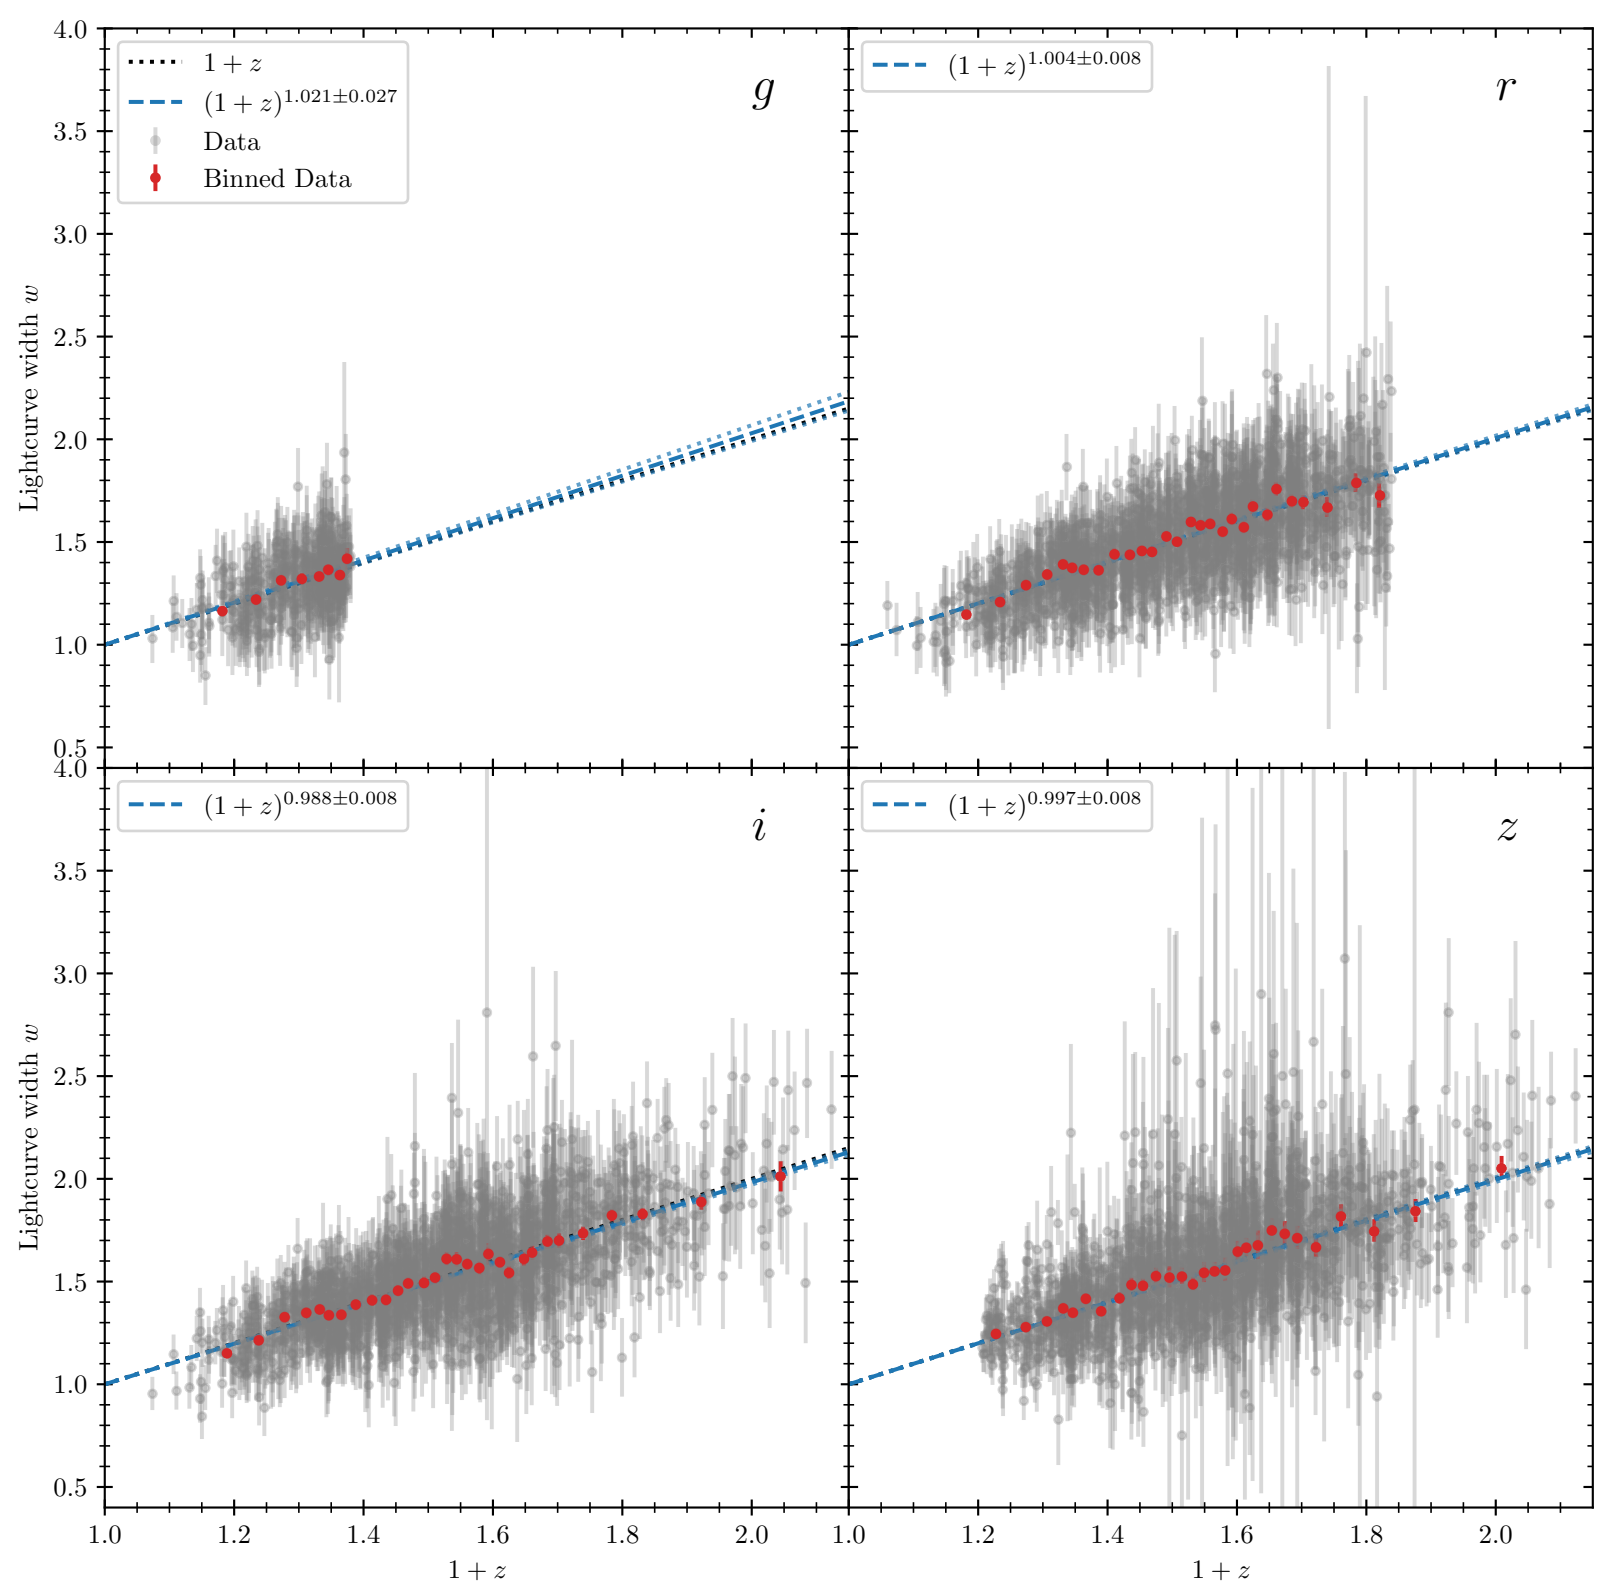 4.0
1 + z
(1 + z)^1.021±0.027
Data
Binned Data
g
3.5
3.0
2.5
2.0
1.5
1.0
0.5
Lightcurve width w
(1 + z)^1.004±0.008
r
4.0
(1 + z)^0.988±0.008
i
3.5
3.0
2.5
2.0
1.5
1.0
0.5
Lightcurve width w
(1 + z)^0.997±0.008
z
1.0 1.2 1.4 1.6 1.8 2.0
1 + z
1.0 1.2 1.4 1.6 1.8 2.0
1 + z